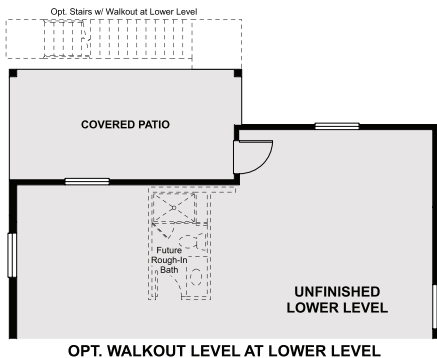 Opt. Stairs w/ Walkout at Lower Level
COVERED PATIO
Future
Rough-In
Bath
UNFINISHED
LOWER LEVEL
OPT. WALKOUT LEVEL AT LOWER LEVEL